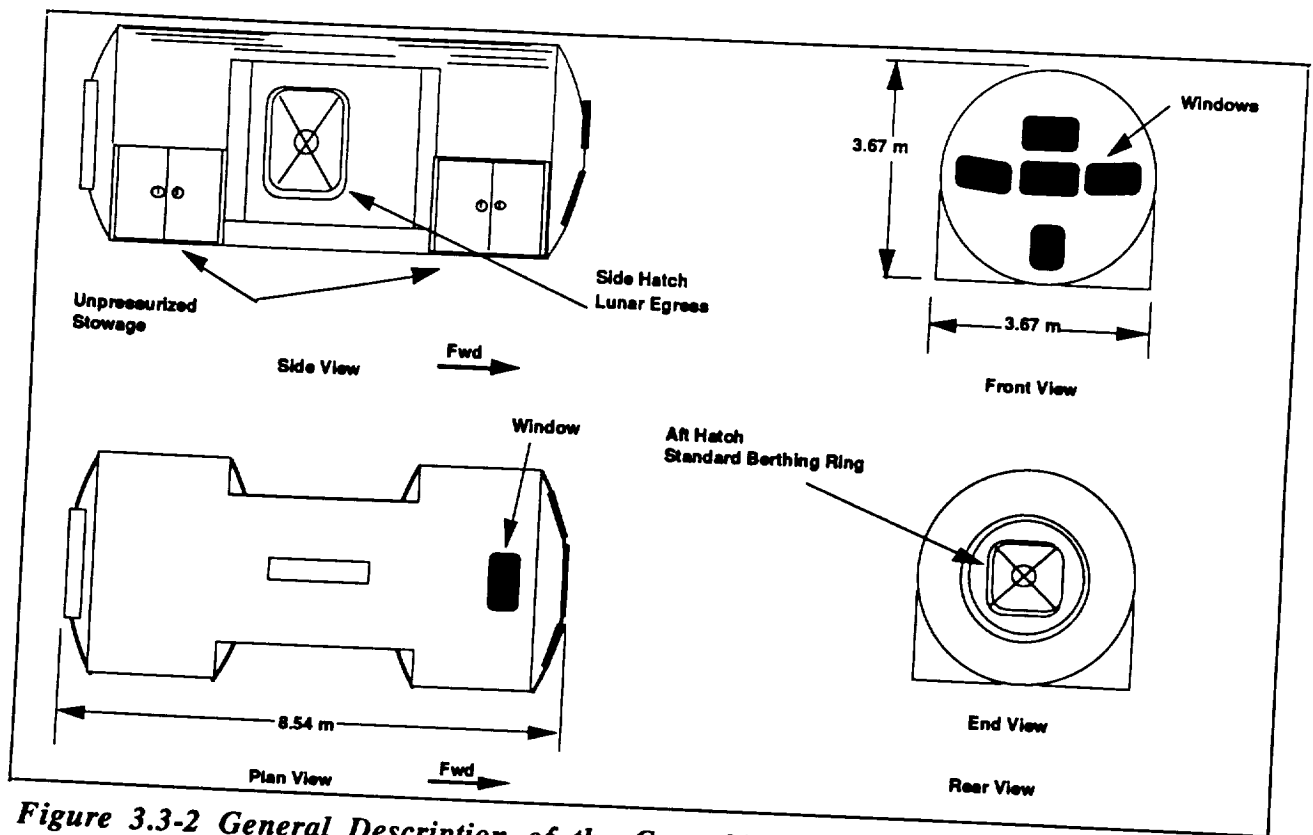 3.67 m
Windows
3.67 m
Front View
Unpressurized
Stowage
Side Hatch
Lunar Egress
Side View
Fwd
Window
Aft Hatch
Standard Berthing Ring
8.54 m
Plan View
Fwd
End View
Rear View
Figure 3.3-2 General Description of the